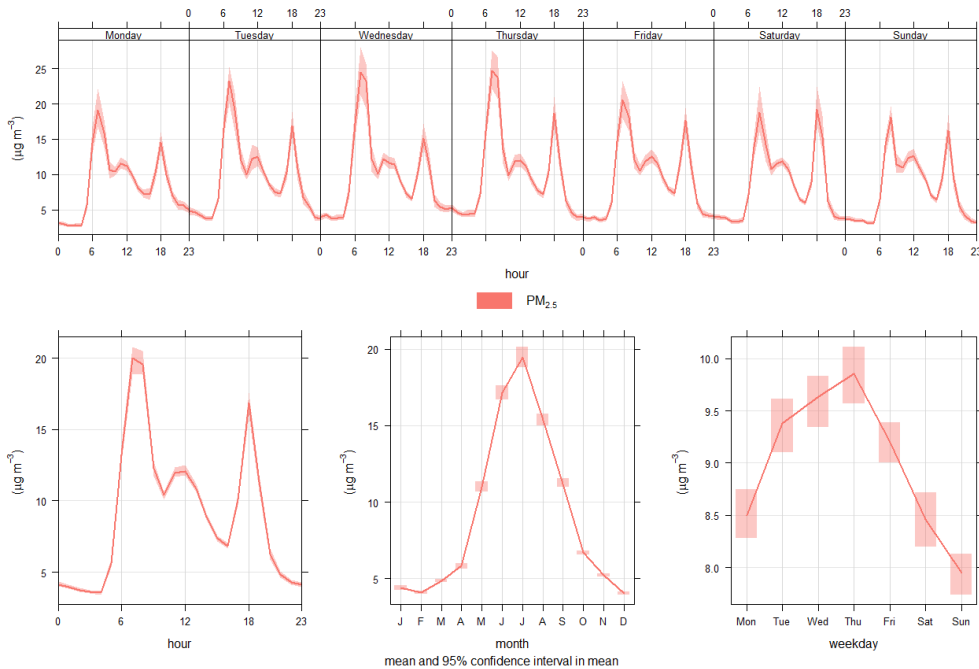 0 6 12 18 23 0 6 12 18 23 0 6 12 18 23
Monday Tuesday Wednesday Thursday Friday Saturday Sunday
25
20
15
10
5
(μg m⁻³)
0 6 12 18 23 0 6 12 18 23 0 6 12 18 23 0 6 12 18 23
hour
PM₂.₅
20
15
10
5
(μg m⁻³)
0 6 12 18 23
hour
20
15
10
5
(μg m⁻³)
J F M A M J J A S O N D
month
10.0
9.5
9.0
8.5
8.0
(μg m⁻³)
Mon Tue Wed Thu Fri Sat Sun
weekday
mean and 95% confidence interval in mean